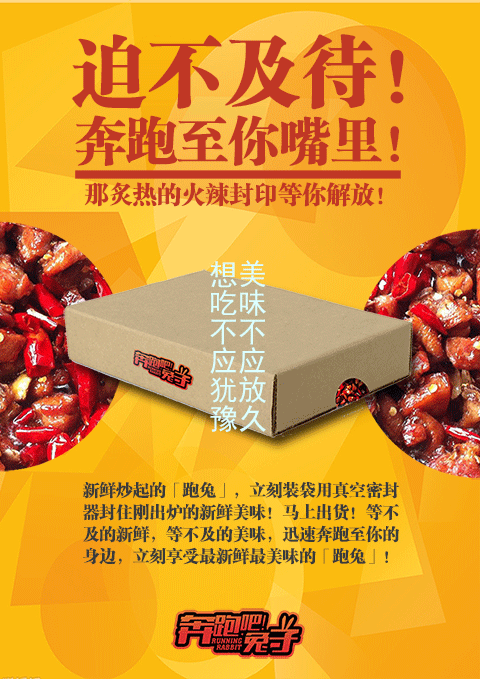 迫不及待！
奔跑至你嘴里！
那炙热的火辣封印等你解放！
美味不应放久
想吃不应犹豫
奔跑吧！兔子
RUNNING
RABBIT
新鲜炒起的「跑兔」，立刻装袋用真空密封
器封住刚出炉的新鲜美味！马上出货！等不
及的新鲜，等不及的美味，迅速奔跑至你的
身边，立刻享受最新鲜最美味的「跑兔」！
奔跑吧！兔子
RUNNING
RABBIT